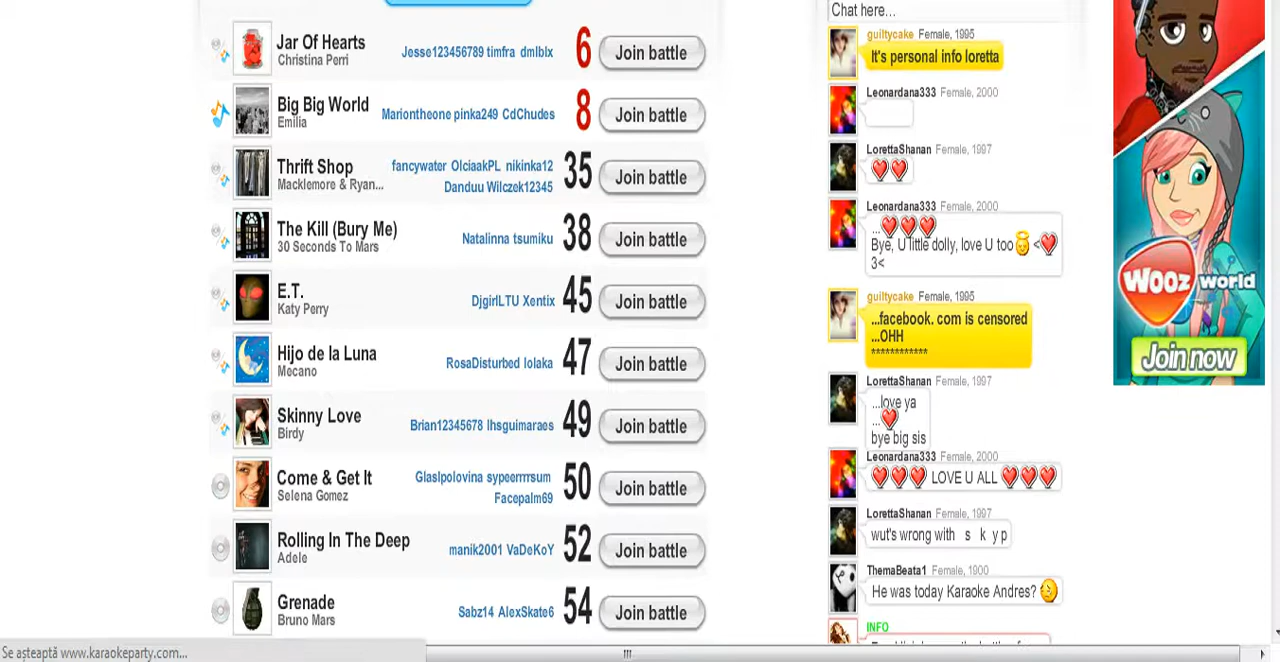 Jar Of Hearts
Christina Perri
Jesse123456789 timfra dmlblx
6
Join battle
Big Big World
Emilia
Mariontheone pinka249 CdChudes
8
Join battle
Thrift Shop
Macklemore & Ryan...
fancywater OlciaakPL nikinka12
Danduu Wilczek12345
35
Join battle
The Kill (Bury Me)
30 Seconds To Mars
Natalinna tsumiku
38
Join battle
E.T.
Katy Perry
DjgirlLTU Xentix
45
Join battle
Hijo de la Luna
Mecano
RosaDisturbed lolaka
47
Join battle
Skinny Love
Birdy
Brian12345678 lhsguimaraes
49
Join battle
Come & Get It
Selena Gomez
Glaslpolovina sypeerrrrsum
Facepalm69
50
Join battle
Rolling In The Deep
Adele
manik2001 VaDeKoY
52
Join battle
Grenade
Bruno Mars
Sabz14 AlexSkate6
54
Join battle
Chat here...
guiltycake Female, 1995
It's personal info loretta
Leonardana333 Female, 2000
LorettaShanan Female, 1997
Leonardana333 Female, 2000
...
Bye, U little dolly, love U too <
3<
guiltycake Female, 1995
...facebook. com is censored
...OHH
************
LorettaShanan Female, 1997
...love ya
...
bye big sis
Leonardana333 Female, 2000
LOVE U ALL
LorettaShanan Female, 1997
wut's wrong with s k y p
ThemaBeata1 Female, 1900
He was today Karaoke Andres?
INFO
Wooz world
Join now
Se așteaptă www.karaokeparty.com...